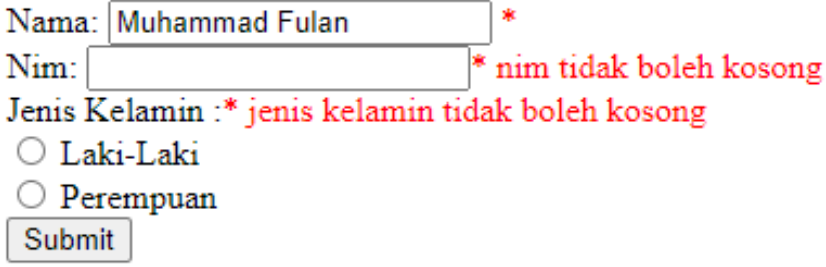 Nama: Muhammad Fulan *
Nim: * nim tidak boleh kosong
Jenis Kelamin :* jenis kelamin tidak boleh kosong
Laki-Laki
Perempuan
Submit